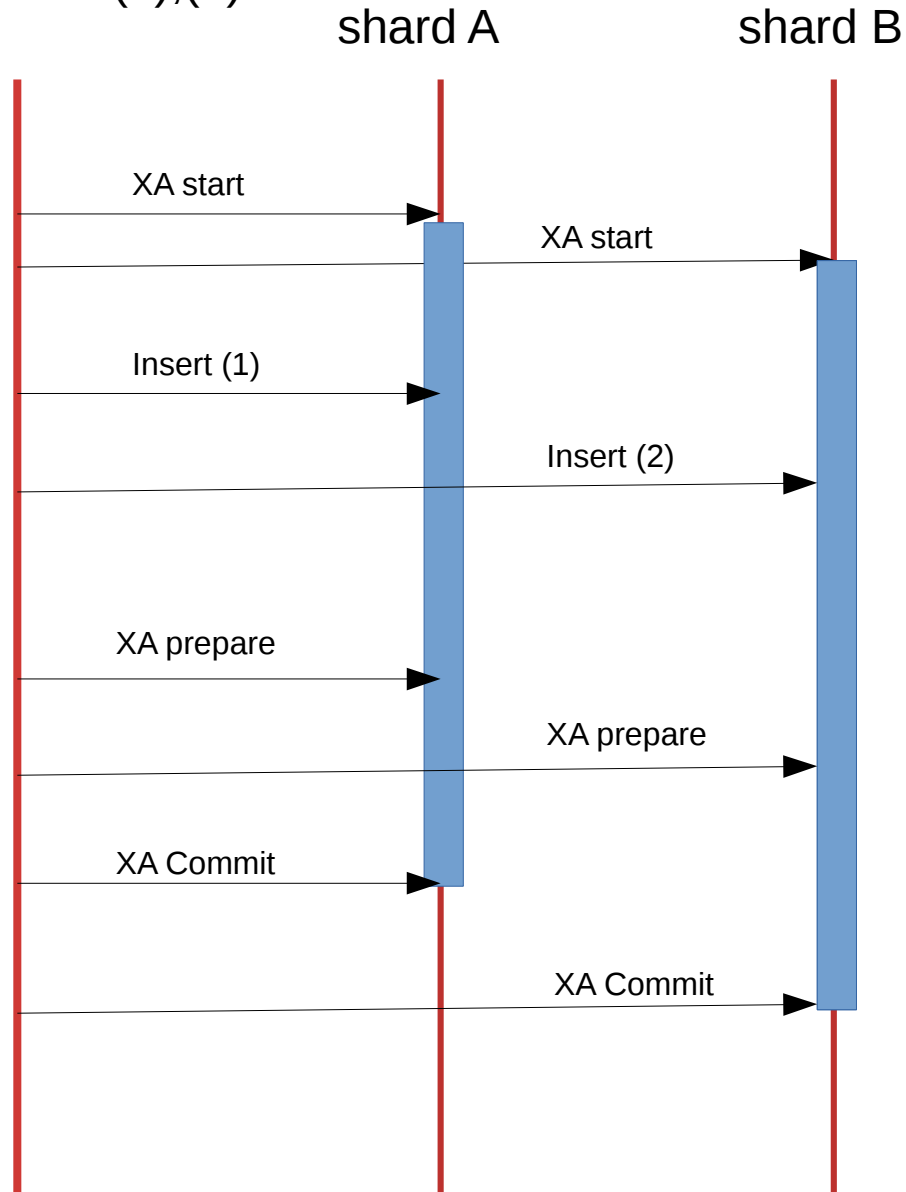 shard A
shard B
XA start
XA start
Insert (1)
Insert (2)
XA prepare
XA prepare
XA Commit
XA Commit